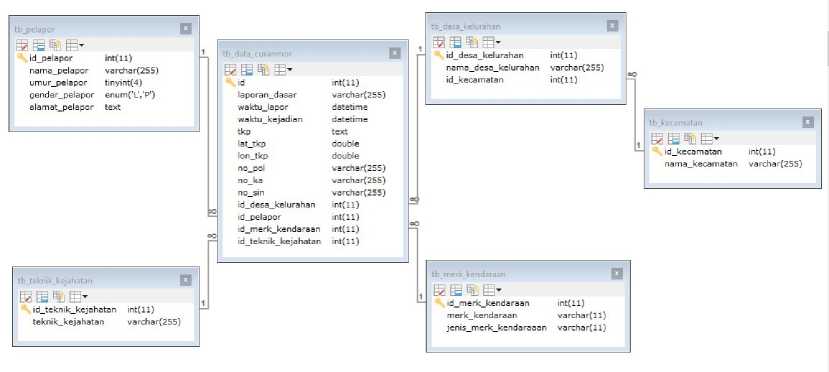 tb_pelapor
id_pelapor int(11)
nama_pelapor varchar(255)
umur_pelapor tinyint(4)
gender_pelapor enum('L','P')
alamat_pelapor text
tb_data_curanmor
id int(11)
laporan_dasar varchar(255)
waktu_lapor datetime
waktu_kejadian datetime
tkp text
lat_tkp double
lon_tkp double
no_pol varchar(255)
no_ka varchar(255)
no_sin varchar(255)
id_desa_kelurahan int(11)
id_pelapor int(11)
id_merk_kendaraan int(11)
id_teknik_kejahatan int(11)
tb_desa_kelurahan
id_desa_kelurahan int(11)
nama_desa_kelurahan varchar(255)
id_kecamatan int(11)
tb_kecamatan
id_kecamatan int(11)
nama_kecamatan varchar(255)
tb_teknik_kejahatan
id_teknik_kejahatan int(11)
teknik_kejahatan varchar(255)
tb_merk_kendaraan
id_merk_kendaraan int(11)
merk_kendaraan varchar(11)
jenis_merk_kendaraaan varchar(11)
1
∞
1
∞
1
∞
∞
1
∞
1